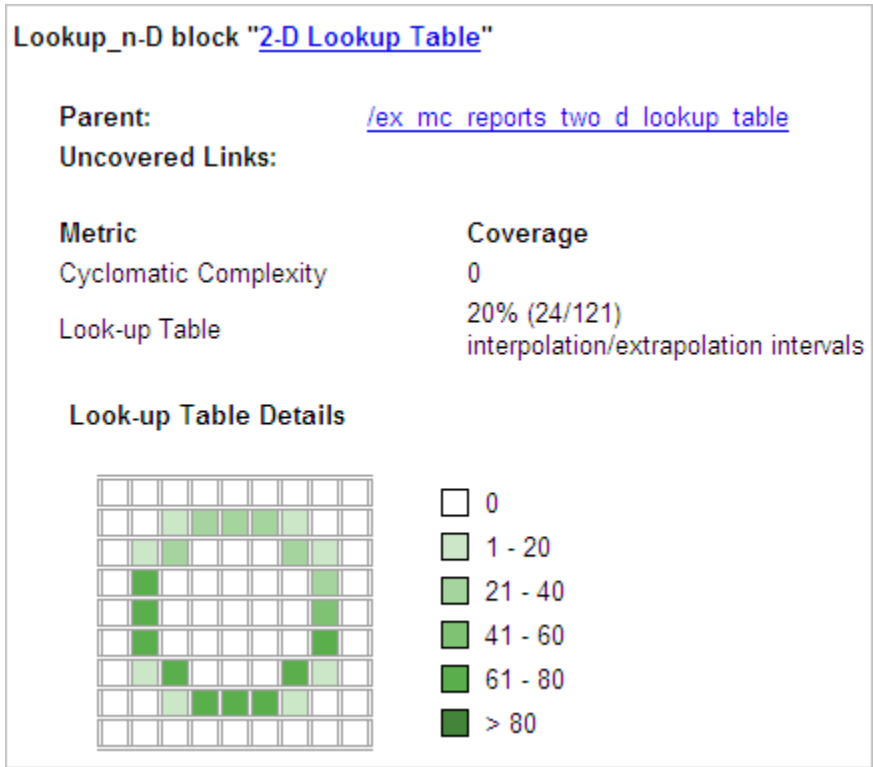 Lookup_n-D block "2-D Lookup Table"
Parent: /ex_mc_reports_two_d_lookup_table
Uncovered Links:
Metric Coverage
Cyclomatic Complexity 0
Look-up Table 20% (24/121)
interpolation/extrapolation intervals
Look-up Table Details
0
1 - 20
21 - 40
41 - 60
61 - 80
> 80